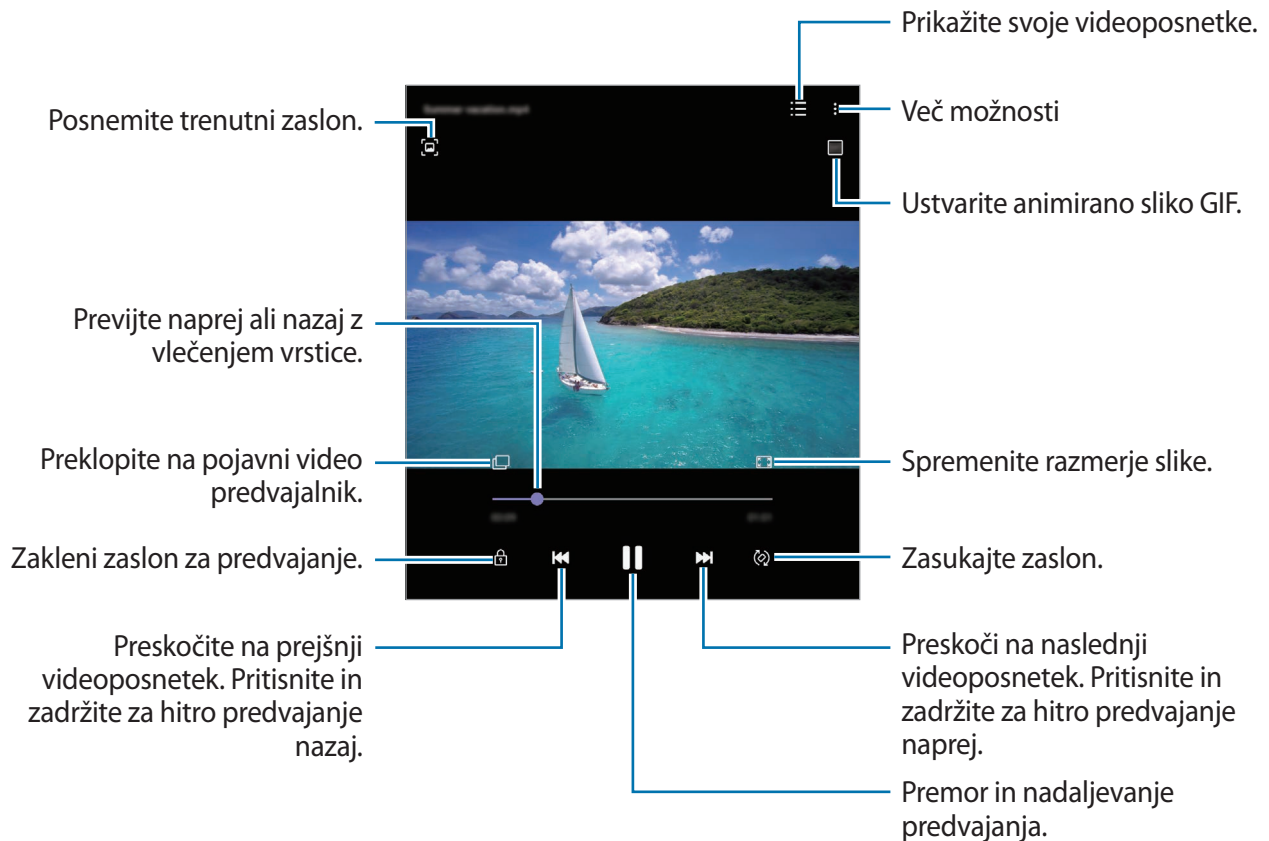 Prikažite svoje videoposnetke.
Posnemite trenutni zaslon.
Več možnosti
Ustvarite animirano sliko GIF.
Previjte naprej ali nazaj z
vlečenjem vrstice.
Preklopite na pojavni video
predvajalnik.
Spremenite razmerje slike.
Zakleni zaslon za predvajanje.
Zasukajte zaslon.
Preskočite na prejšnji
videoposnetek. Pritisnite in
zadržite za hitro predvajanje
nazaj.
Preskoči na naslednji
videoposnetek. Pritisnite in
zadržite za hitro predvajanje
naprej.
Premor in nadaljevanje
predvajanja.